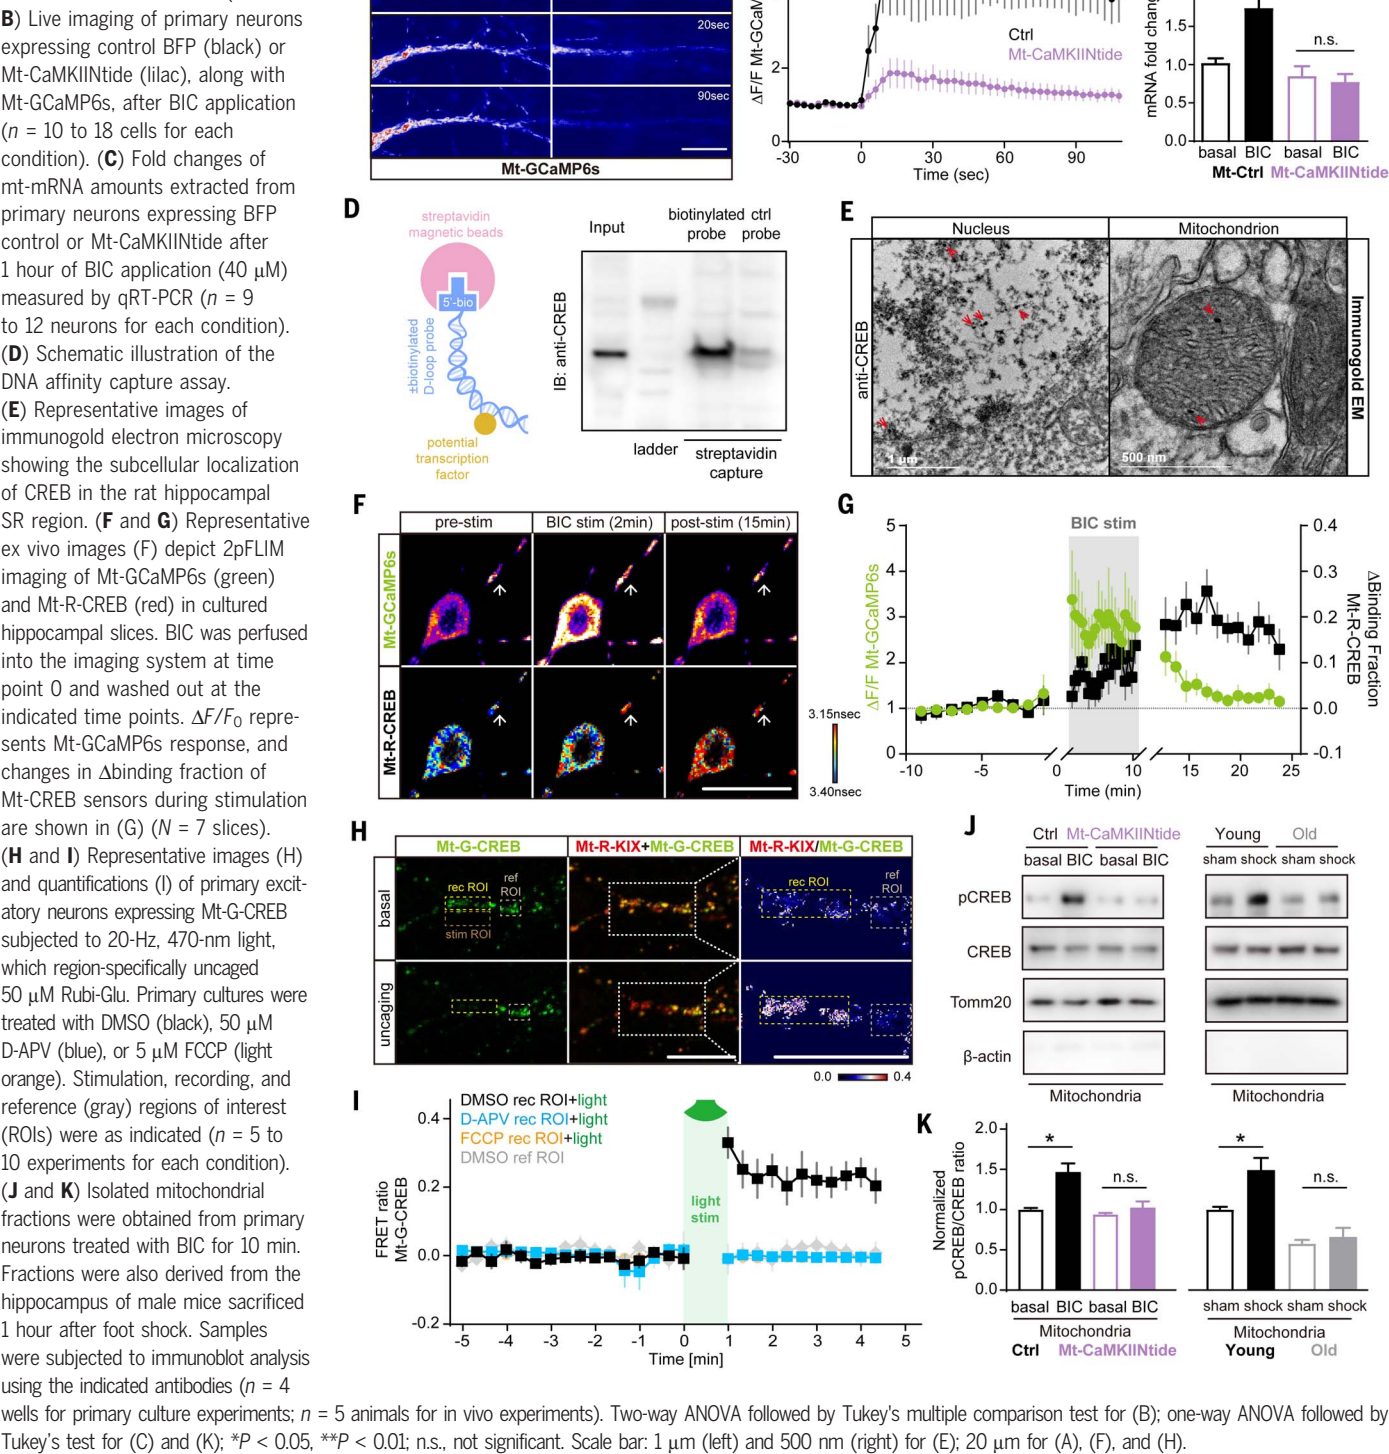 B) Live imaging of primary neurons
expressing control BFP (black) or
Mt-CaMKIINtide (lilac), along with
Mt-GCaMP6s, after BIC application
(n = 10 to 18 cells for each
condition). (C) Fold changes of
mt-mRNA amounts extracted from
primary neurons expressing BFP
control or Mt-CaMKIINtide after
1 hour of BIC application (40 μM)
measured by qRT-PCR (n = 9
to 12 neurons for each condition).
(D) Schematic illustration of the
DNA affinity capture assay.
(E) Representative images of
immunogold electron microscopy
showing the subcellular localization
of CREB in the rat hippocampal
SR region. (F and G) Representative
ex vivo images (F) depict 2pFLIM
imaging of Mt-GCaMP6s (green)
and Mt-R-CREB (red) in cultured
hippocampal slices. BIC was perfused
into the imaging system at time
point 0 and washed out at the
indicated time points. ΔF/F0 repre-
sents Mt-GCaMP6s response, and
changes in Δbinding fraction of
Mt-CREB sensors during stimulation
are shown in (G) (N = 7 slices).
(H and I) Representative images (H)
and quantifications (I) of primary excit-
atory neurons expressing Mt-G-CREB
subjected to 20-Hz, 470-nm light,
which region-specifically uncaged
50 μM Rubi-Glu. Primary cultures were
treated with DMSO (black), 50 μM
D-APV (blue), or 5 μM FCCP (light
orange). Stimulation, recording, and
reference (gray) regions of interest
(ROIs) were as indicated (n = 5 to
10 experiments for each condition).
(J and K) Isolated mitochondrial
fractions were obtained from primary
neurons treated with BIC for 10 min.
Fractions were also derived from the
hippocampus of male mice sacrificed
1 hour after foot shock. Samples
were subjected to immunoblot analysis
using the indicated antibodies (n = 4
wells for primary culture experiments; n = 5 animals for in vivo experiments). Two-way ANOVA followed by Tukey's multiple comparison test for (B); one-way ANOVA followed by
Tukey's test for (C) and (K); *P < 0.05, **P < 0.01; n.s., not significant. Scale bar: 1 μm (left) and 500 nm (right) for (E); 20 μm for (A), (F), and (H).
20sec
90sec
Mt-GCaMP6s
ΔF/F Mt-GCaM
2
0
Ctrl
Mt-CaMKIINtide
-30 0 30 60 90
Time (sec)
mRNA fold chang
1.5
1.0
0.5
0.0
n.s.
basal BIC basal BIC
Mt-Ctrl Mt-CaMKIINtide
D
streptavidin
magnetic beads
5'-bio
±biotinylated
D-loop probe
potential
transcription
factor
Input
biotinylated ctrl
probe probe
IB: anti-CREB
ladder
streptavidin
capture
E
Nucleus Mitochondrion
anti-CREB
Immunogold EM
1 μm
500 nm
F
pre-stim BIC stim (2min) post-stim (15min)
Mt-GCaMP6s
Mt-R-CREB
3.15nsec
3.40nsec
G
BIC stim
ΔF/F Mt-GCaMP6s
5
4
3
2
1
0
0.4
0.3
0.2
0.1
0.0
-0.1
ΔBinding Fraction
Mt-R-CREB
-10 -5 0 10 15 20 25
Time (min)
H
Mt-G-CREB Mt-R-KIX+Mt-G-CREB Mt-R-KIX/Mt-G-CREB
basal
uncaging
rec ROI
ref
ROI
stim ROI
rec ROI
ref
ROI
0.0 0.4
I
DMSO rec ROI+light
D-APV rec ROI+light
FCCP rec ROI+light
DMSO ref ROI
light
stim
FRET ratio
Mt-G-CREB
0.4
0.2
0.0
-0.2
-5 -4 -3 -2 -1 0 1 2 3 4 5
Time [min]
J
Ctrl Mt-CaMKIINtide
basal BIC basal BIC
Young Old
sham shock sham shock
pCREB
CREB
Tomm20
β-actin
Mitochondria Mitochondria
K
Normalized
pCREB/CREB ratio
2.0
1.5
1.0
0.5
0.0
* n.s. * n.s.
basal BIC basal BIC sham shock sham shock
Mitochondria Mitochondria
Ctrl Mt-CaMKIINtide Young Old